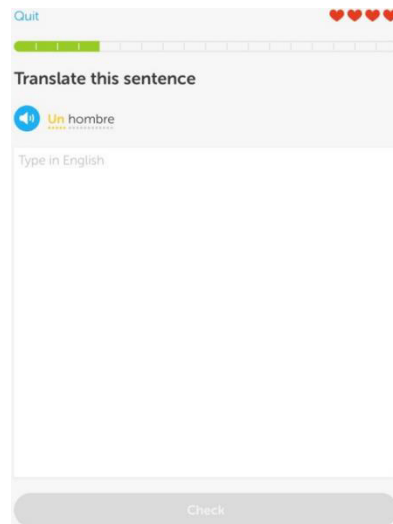 Quit
Translate this sentence
Un hombre
Type in English
Check